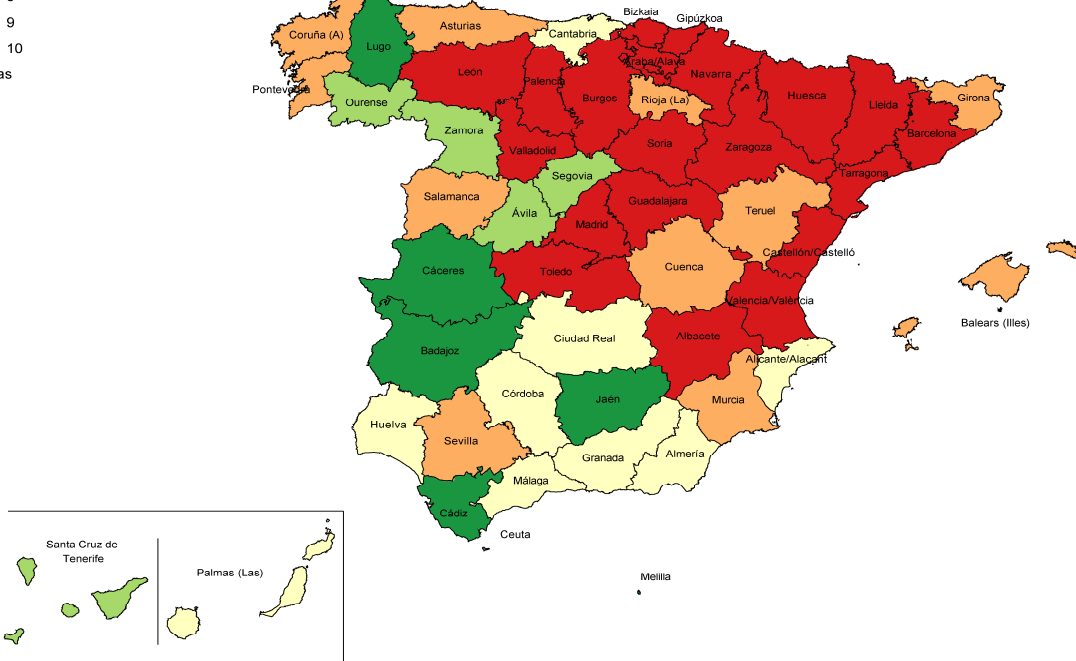 9
10
as
Bizkaia
Gipúzkoa
Coruña (A)
Lugo
Asturias
Cantabria
Araba/Álava
Navarra
León
Palencia
Burgos
Pontevedra
Ourense
Rioja (La)
Huesca
Lleida
Girona
Zamora
Valladolid
Soria
Zaragoza
Barcelona
Segovia
Tarragona
Salamanca
Ávila
Madrid
Guadalajara
Teruel
Cáceres
Toledo
Cuenca
Castellón/Castelló
Valencia/València
Balears (Illes)
Badajoz
Ciudad Real
Albacete
Alicante/Alacant
Córdoba
Jaén
Murcia
Huelva
Sevilla
Granada
Almería
Málaga
Cádiz
Ceuta
Melilla
Santa Cruz de
Tenerife
Palmas (Las)